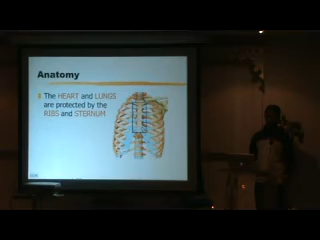 Anatomy
The HEART and LUNGS
are protected by the
RIBS and STERNUM